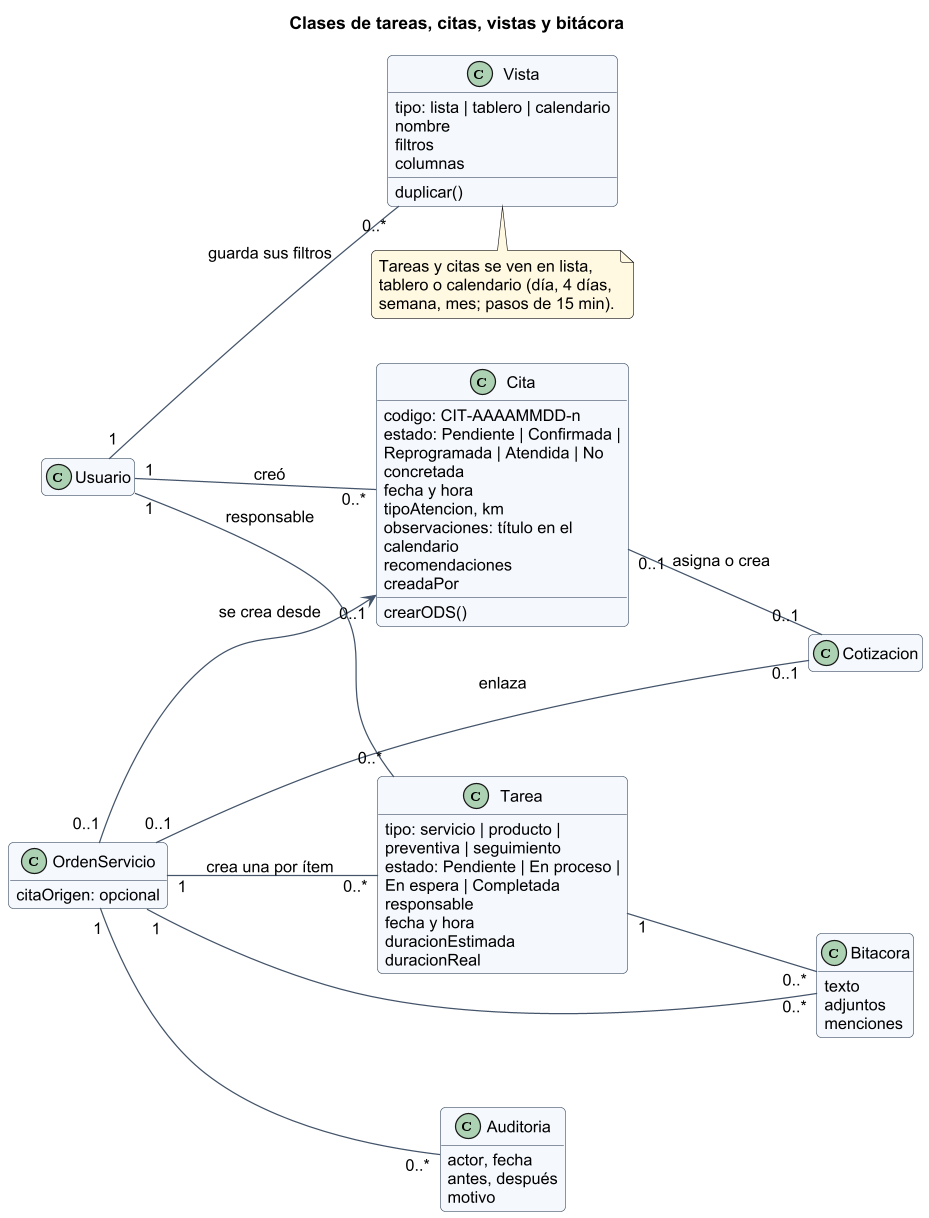 Clases de tareas, citas, vistas y bitácora
C Vista
tipo: lista | tablero | calendario
nombre
filtros
columnas
duplicar()
0..*
guarda sus filtros
Tareas y citas se ven en lista,
tablero o calendario (día, 4 días,
semana, mes; pasos de 15 min).
C Cita
codigo: CIT-AAAAMMDD-n
estado: Pendiente | Confirmada |
Reprogramada | Atendida | No
concretada
fecha y hora
tipoAtencion, km
observaciones: título en el
calendario
recomendaciones
creadaPor
crearODS()
1
C Usuario
1
creó
0..*
1
responsable
0..1
asigna o crea
0..1
se crea desde
0..1
C Cotizacion
0..1
enlaza
0..*
C Tarea
tipo: servicio | producto |
preventiva | seguimiento
estado: Pendiente | En proceso |
En espera | Completada
responsable
fecha y hora
duracionEstimada
duracionReal
0..1
0..1
C OrdenServicio
citaOrigen: opcional
crea una por ítem
1
0..*
1
1
1
C Bitacora
texto
adjuntos
menciones
0..*
0..*
C Auditoria
actor, fecha
antes, después
motivo
0..*